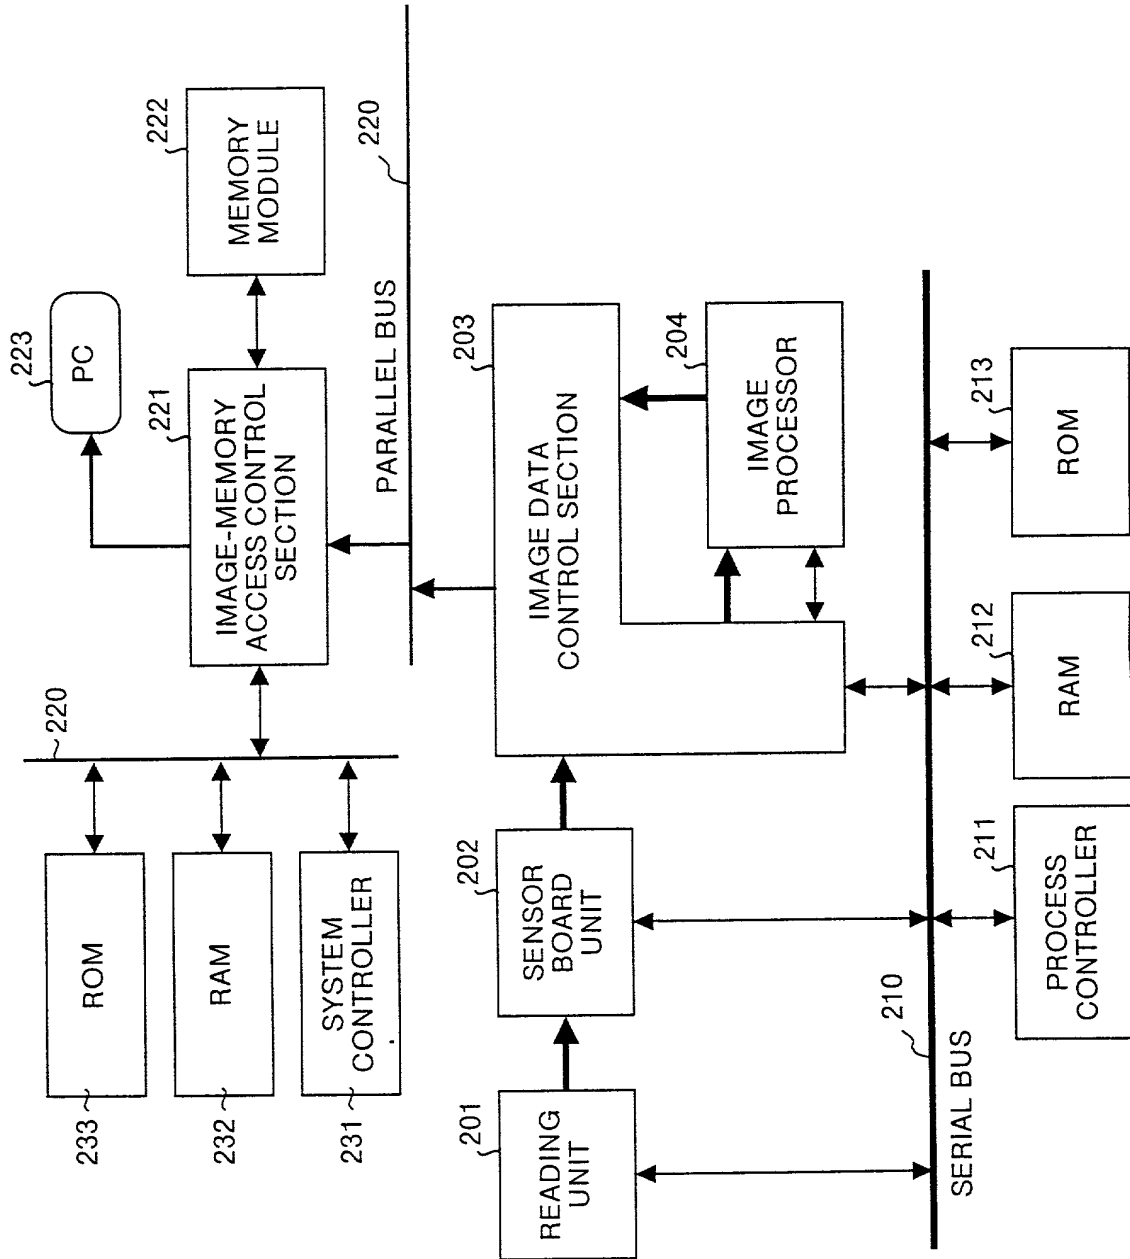 233
ROM
232
RAM
231
SYSTEM
CONTROLLER
220
223
PC
221
IMAGE-MEMORY
ACCESS CONTROL
SECTION
222
MEMORY
MODULE
PARALLEL BUS
220
201
READING
UNIT
202
SENSOR
BOARD
UNIT
203
IMAGE DATA
CONTROL SECTION
204
IMAGE
PROCESSOR
SERIAL BUS
210
211
PROCESS
CONTROLLER
212
RAM
213
ROM